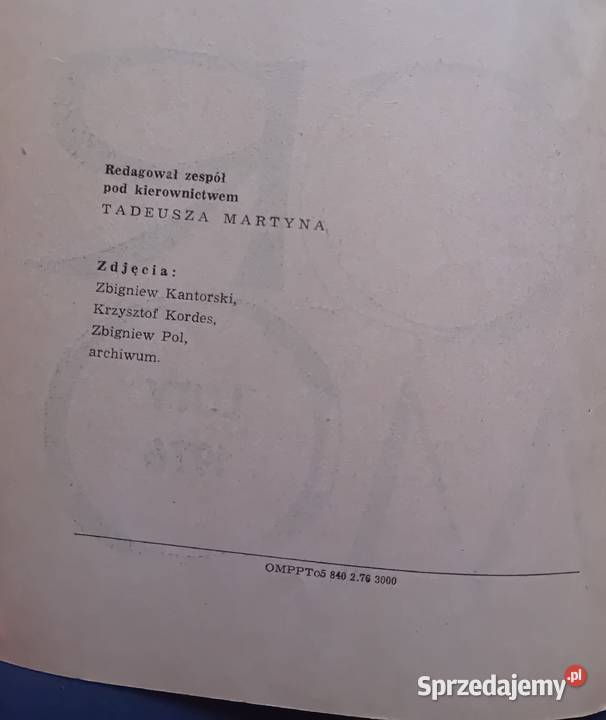 Redagował zespół
pod kierownictwem
TADEUSZA MARTYNA
Zdjęcia:
Zbigniew Kantorski,
Krzysztof Kordes,
Zbigniew Pol,
archiwum.
OMPPTo5 840 2.76 3000
Sprzedajemy.pl